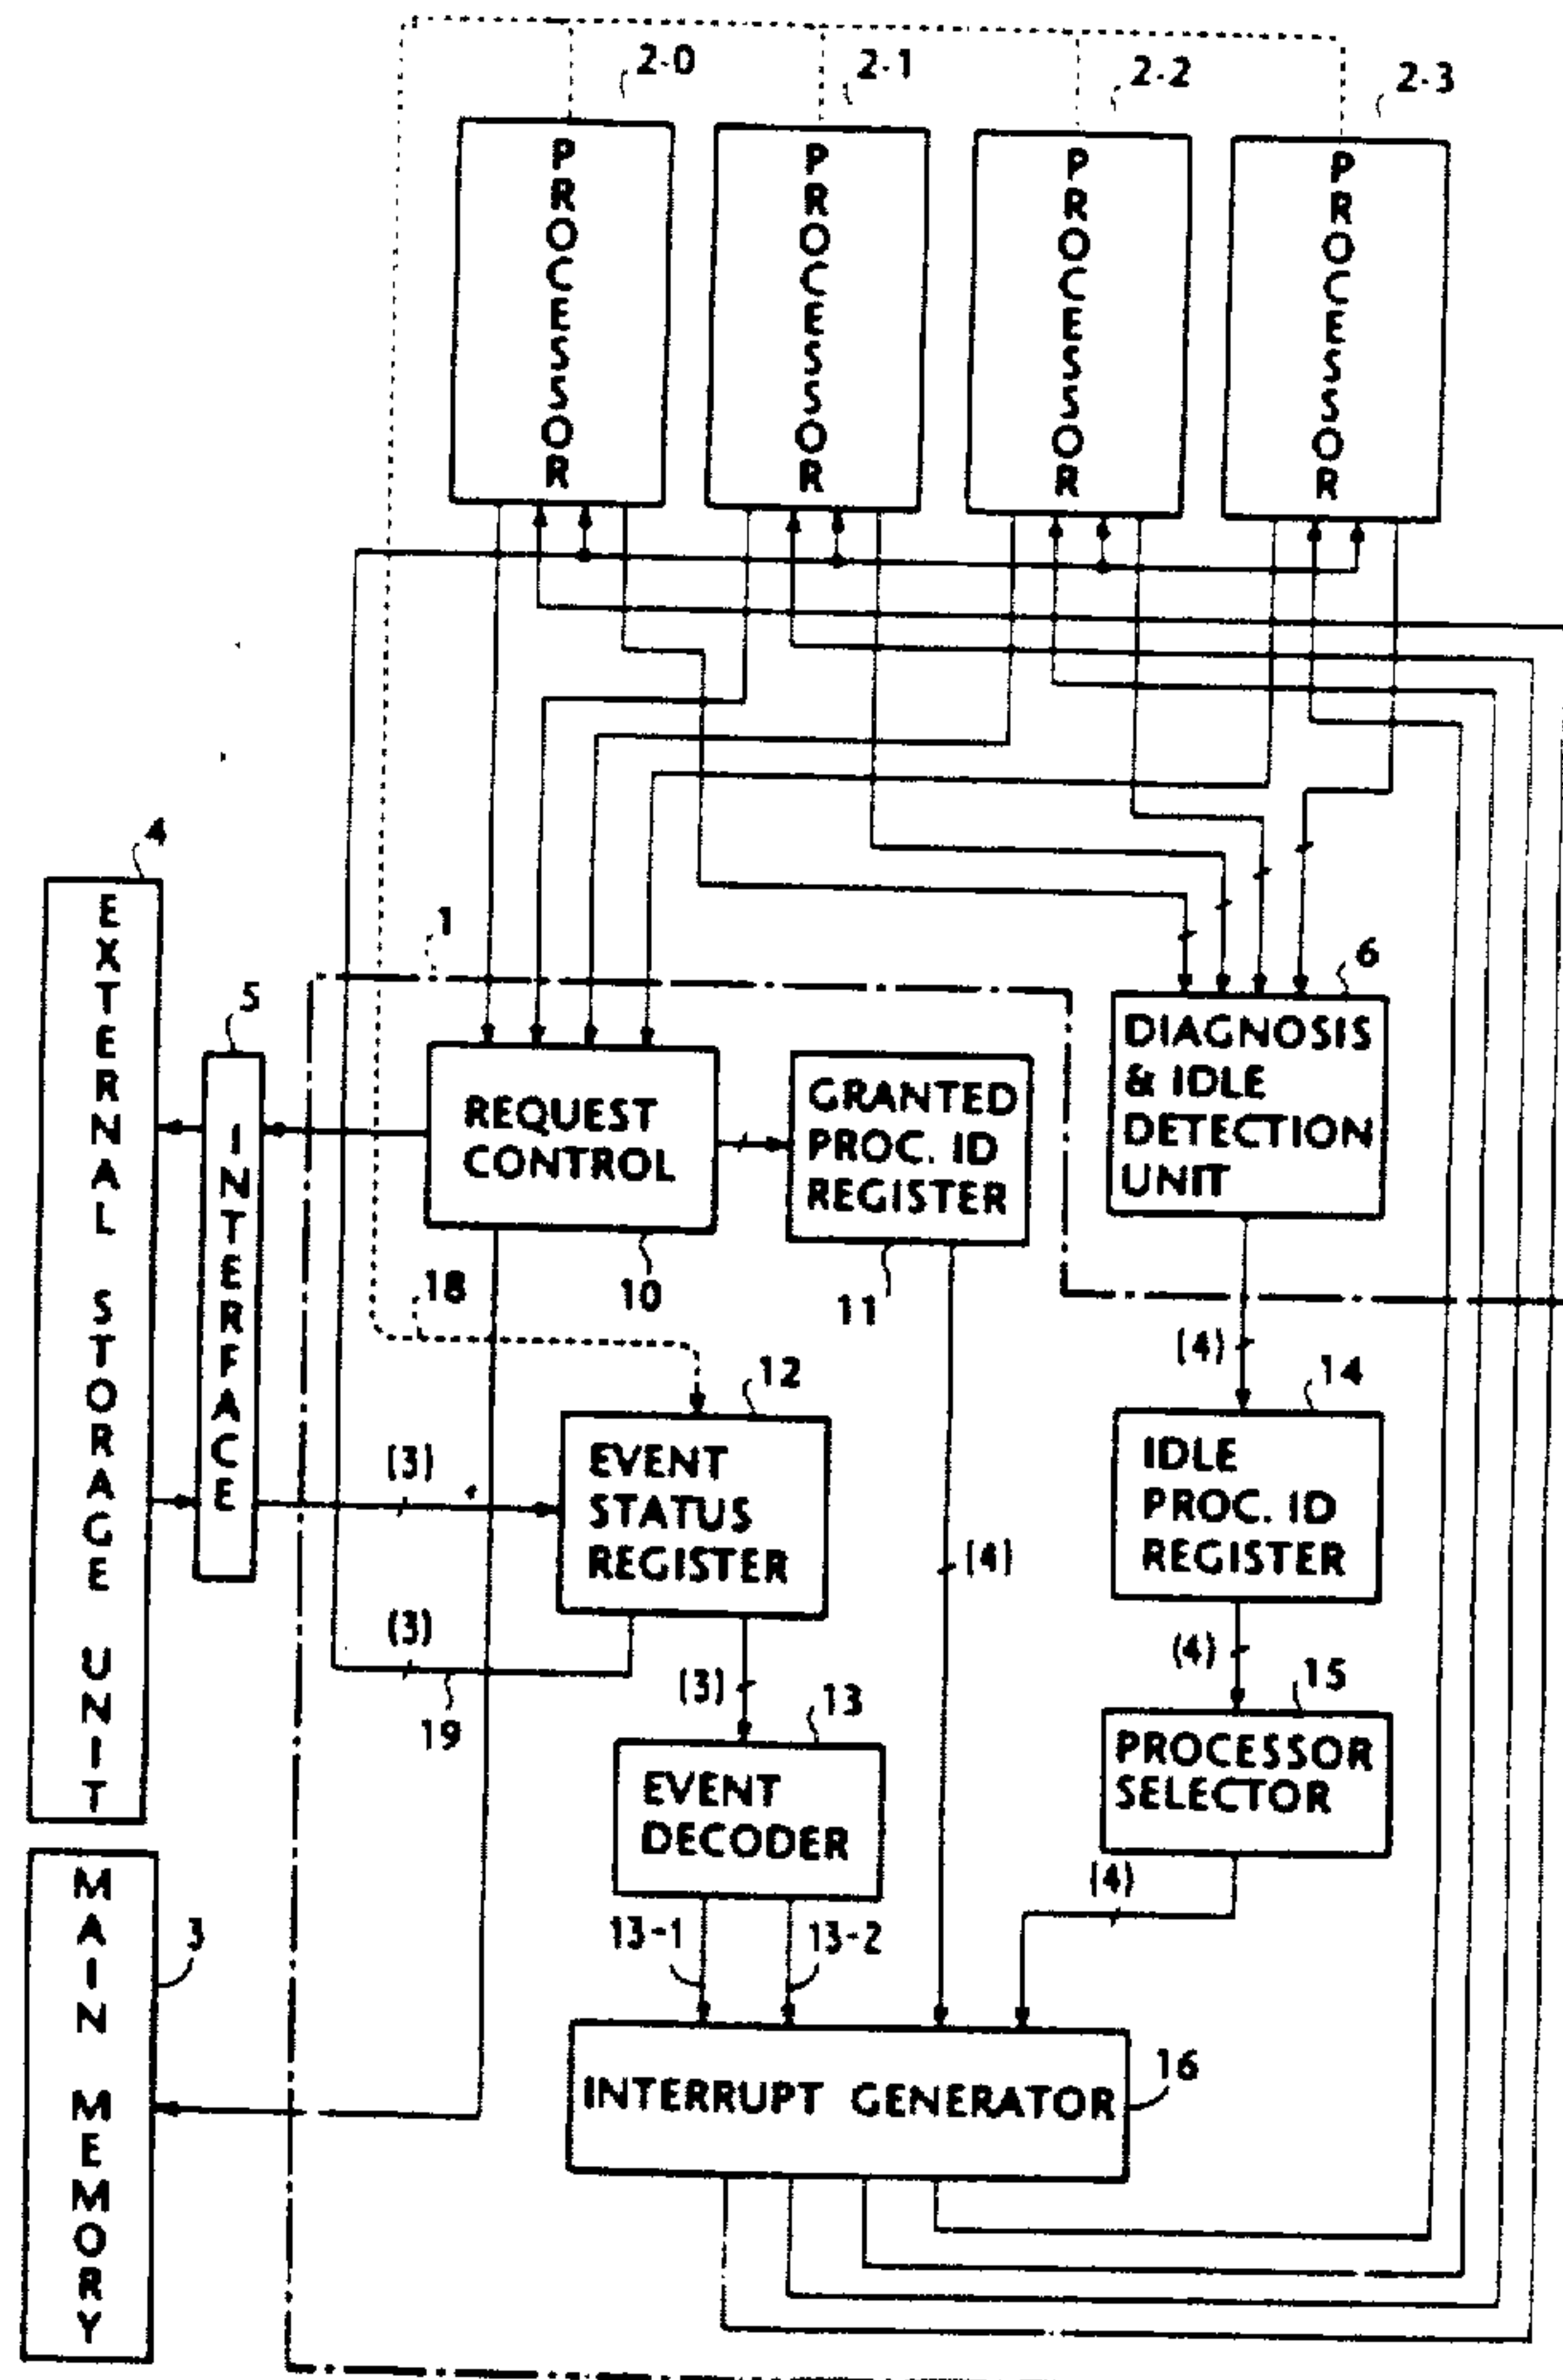 2-0
2-1
2-2
2-3
PROCESSOR
PROCESSOR
PROCESSOR
PROCESSOR
4
EXTERNAL STORAGE UNIT
5
INTERFACE
1
6
DIAGNOSIS
& IDLE
DETECTION
UNIT
REQUEST
CONTROL
GRANTED
PROC. ID
REGISTER
10
11
18
(4)
12
14
EVENT
STATUS
REGISTER
(3)
IDLE
PROC. ID
REGISTER
(4)
(3)
19
(3)
(4)
13
15
EVENT
DECODER
PROCESSOR
SELECTOR
(4)
13-1
13-2
3
MAIN MEMORY
16
INTERRUPT GENERATOR